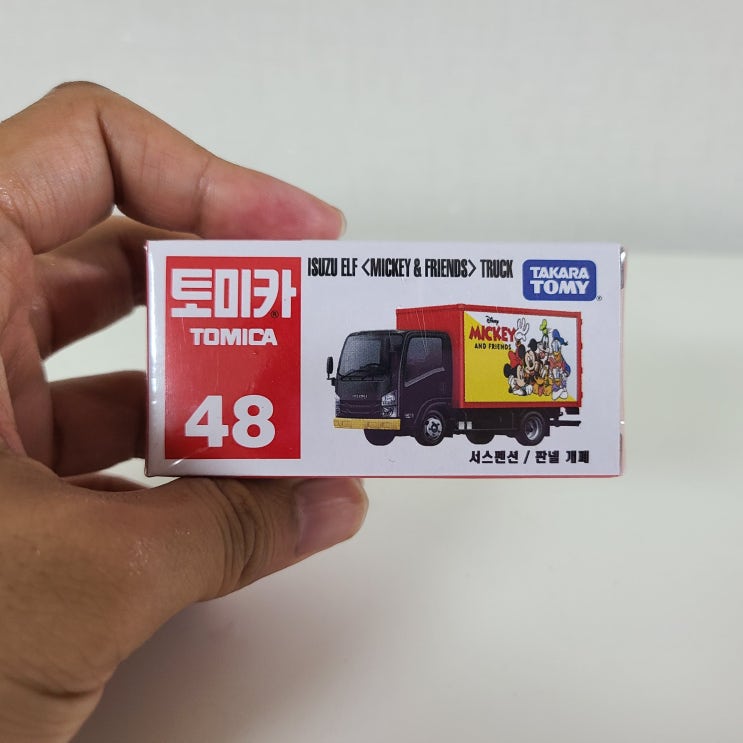 토미카®
TOMICA
48
ISUZU ELF <MICKEY & FRIENDS> TRUCK
TAKARA
TOMY®
Disney
MICKEY
AND FRIENDS
ISUZU
서스펜션 / 판넬 개폐